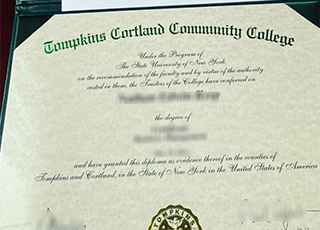 Tompkins Cortland Community College
Under the Program of
The State University of New York
on the recommendation of the faculty and by virtue of the authority
vested in them, the Trustees of the College have conferred on
the degree of
and have granted this diploma as evidence thereof in the counties of
Tompkins and Cortland, in the State of New York in the United States of America
TOMPKINS